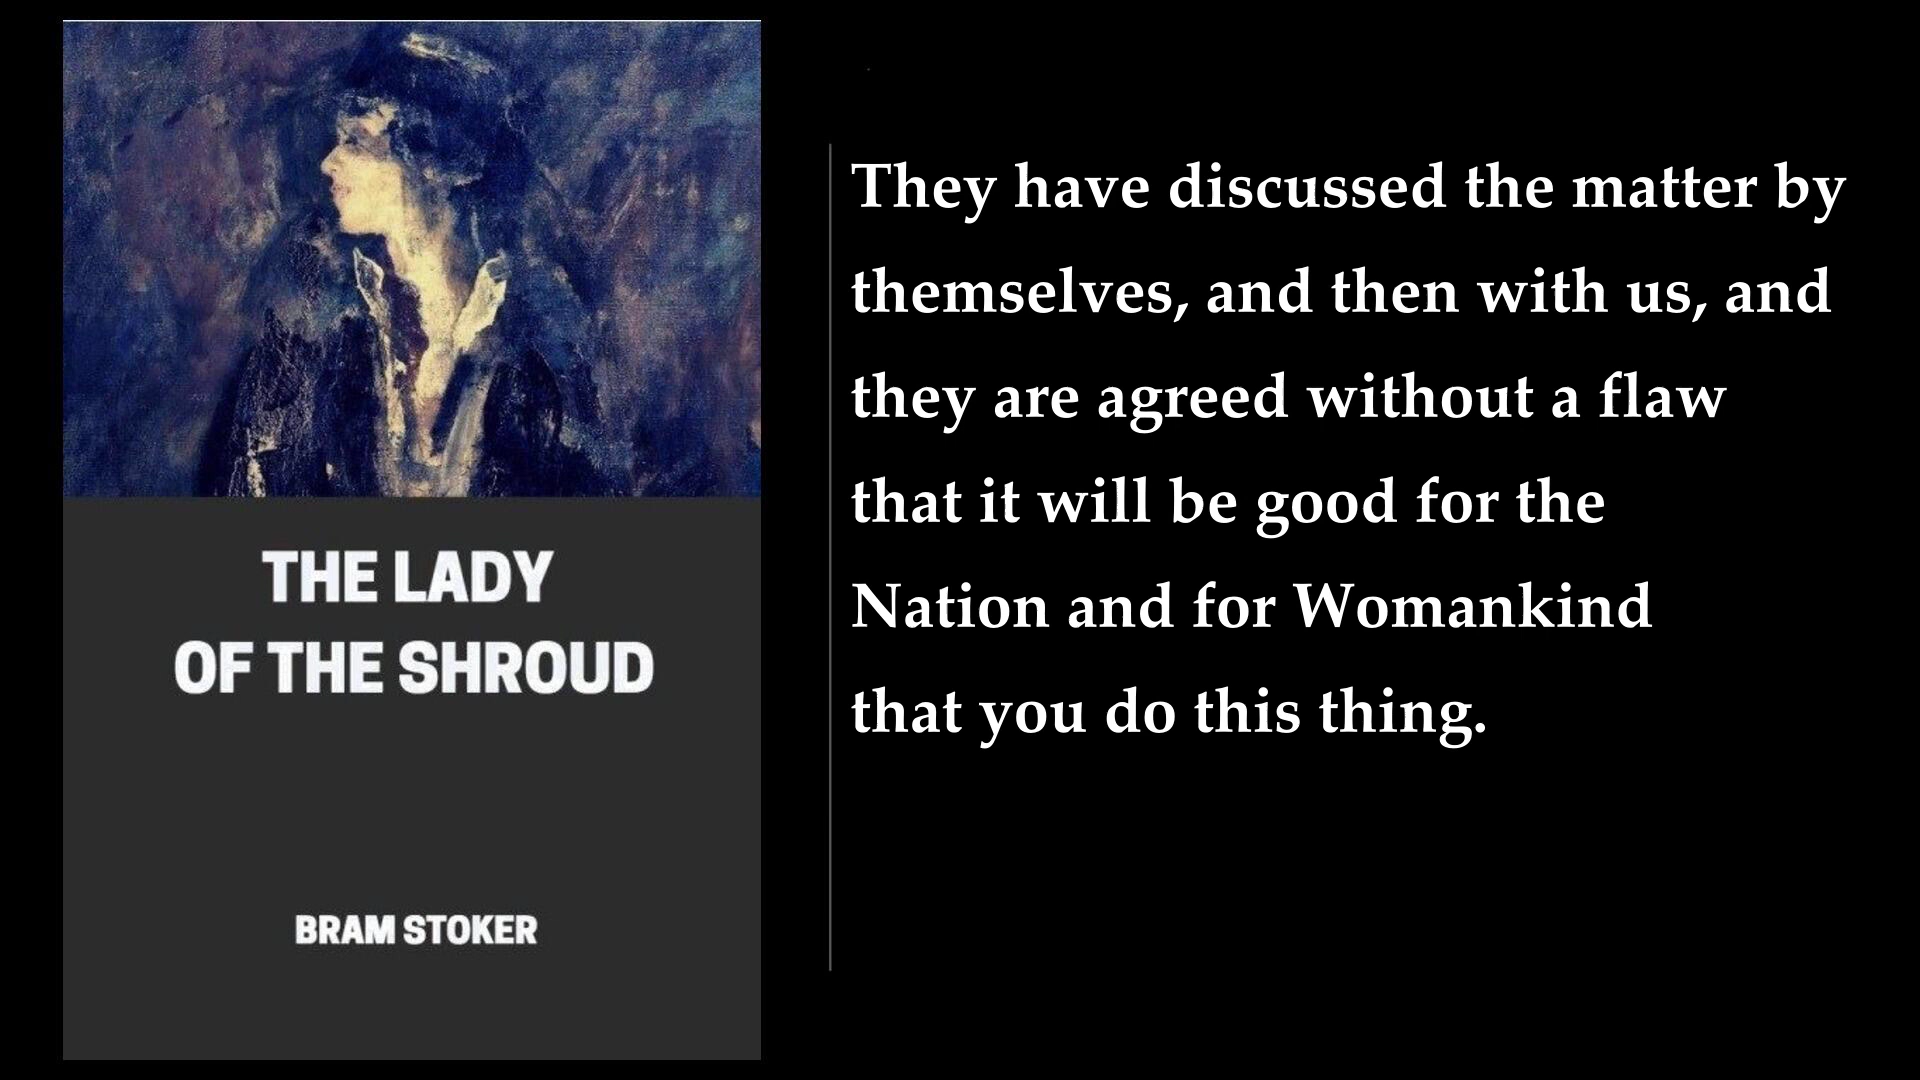 THE LADY
OF THE SHROUD
BRAM STOKER
They have discussed the matter by
themselves, and then with us, and
they are agreed without a flaw
that it will be good for the
Nation and for Womankind
that you do this thing.